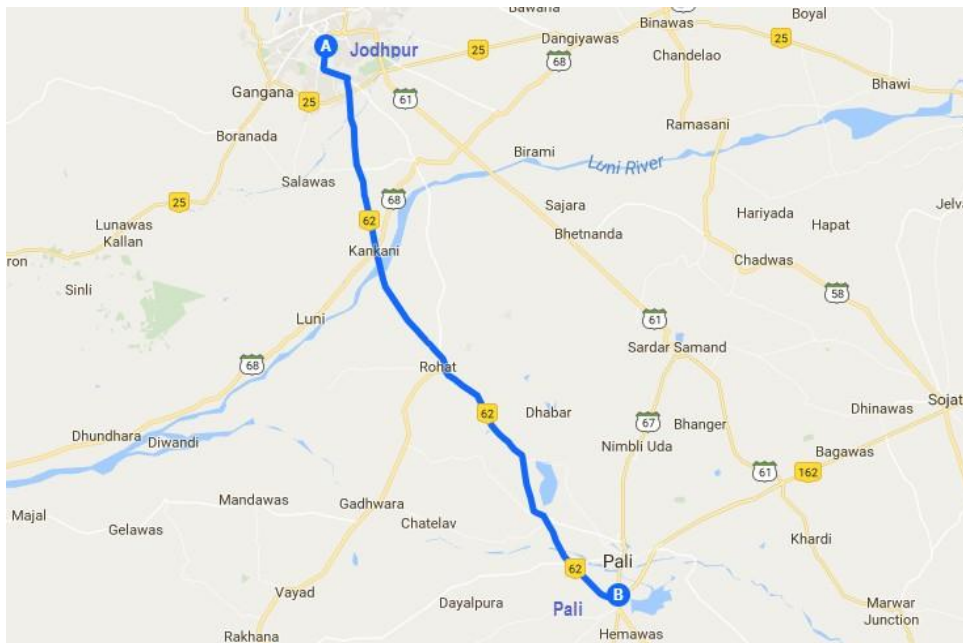 Bawana
Boyal
Binawas
A
Jodhpur
25
Dangiyawas
Chandelao
25
68
Bhawi
Gangana
25
61
Boranada
Ramasani
Birami
Luni River
Salawas
68
25
62
Sajara
Hariyada
Jelva
Lunawas
Kallan
Bhetnanda
Hapat
Kankani
ron
Chadwas
Sinli
58
Luni
61
Sardar Samand
68
Rohat
Sojat
62
Dhabar
Dhinawas
67
Bhanger
Dhundhara
Diwandi
Nimbli Uda
Bagawas
61
162
Mandawas
Gadhwara
Majal
Gelawas
Chatelav
Khardi
62
Pali
Vayad
B
Dayalpura
Pali
Marwar
Junction
Rakhana
Hemawas